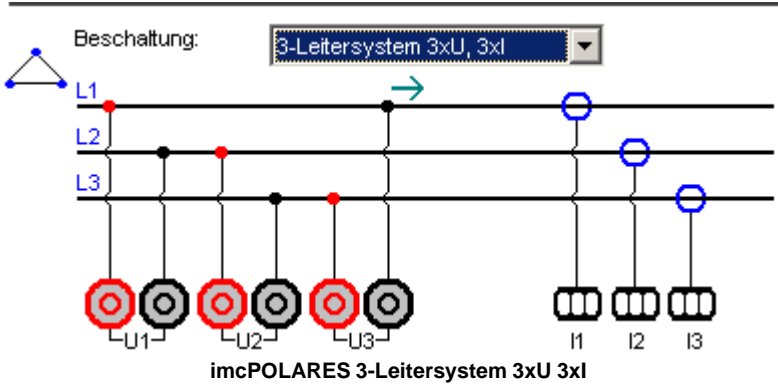 Beschaltung: 3-Leitersystem 3xU, 3xI
L1
L2
L3
U1 U2 U3 I1 I2 I3
imcPOLARES 3-Leitersystem 3xU 3xI